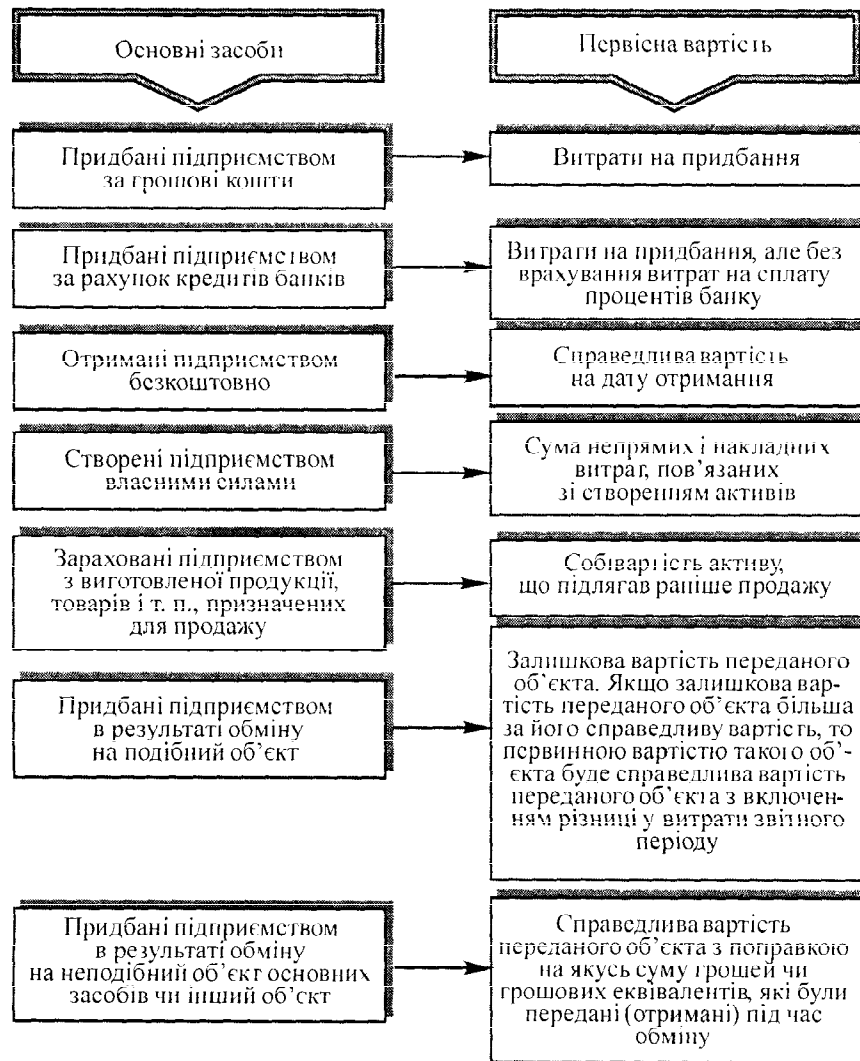 Основні засоби
Первісна вартість
Придбані підприємством
за грошові кошти
Витрати на придбання
Придбані підприємством
за рахунок кредитів банків
Витрати на придбання, але без
врахування витрат на сплату
процентів банку
Отримані підприємством
безкоштовно
Справедлива вартість
на дату отримання
Створені підприємством
власними силами
Сума непрямих і накладних
витрат, пов’язаних
зі створенням активів
Зараховані підприємством
з виготовленої продукції,
товарів і т. п., призначених
для продажу
Собівартість активу,
що підлягав раніше продажу
Придбані підприємством
в результаті обміну
на подібний об’єкт
Залишкова вартість переданого
об’єкта. Якщо залишкова вар-
тість переданого об’єкта більша
за його справедливу вартість, то
первинною вартістю такого об’-
єкта буде справедлива вартість
переданого об’єкта з включен-
ням різниці у витрати звітного
періоду
Придбані підприємством
в результаті обміну
на неподібний об’єкт основних
засобів чи інший об’єкт
Справедлива вартість
переданого об’єкта з поправкою
на якусь суму грошей чи
грошових еквівалентів, які були
передані (отримані) під час
обміну